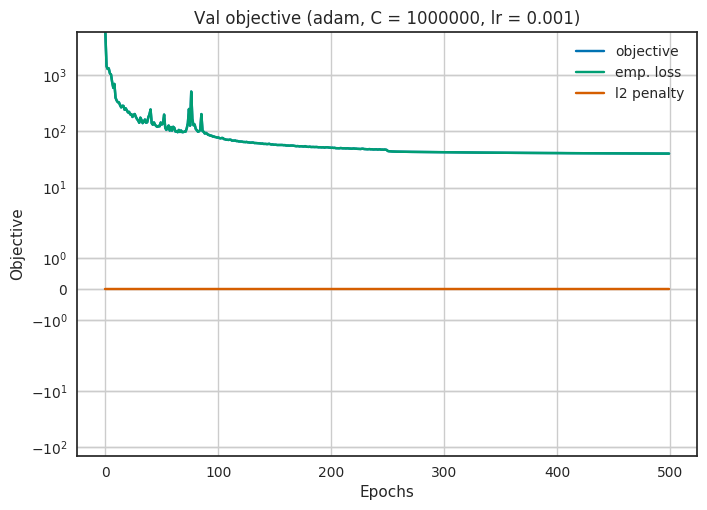 Val objective (adam, C = 1000000, lr = 0.001)
objective
emp. loss
l2 penalty
Objective
10³
10²
10¹
10⁰
0
−10⁰
−10¹
−10²
0 100 200 300 400 500
Epochs